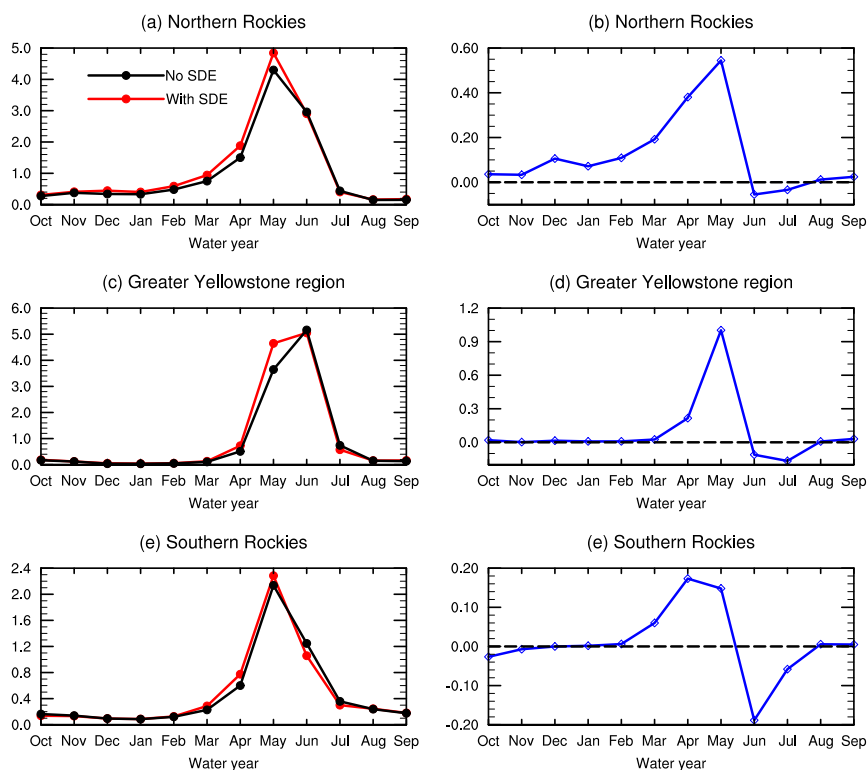 (a) Northern Rockies
5.0
4.0
3.0
2.0
1.0
0.0
No SDE
With SDE
Oct Nov Dec Jan Feb Mar Apr May Jun Jul Aug Sep
Water year
(b) Northern Rockies
0.60
0.40
0.20
0.00
Oct Nov Dec Jan Feb Mar Apr May Jun Jul Aug Sep
Water year
(c) Greater Yellowstone region
6.0
5.0
4.0
3.0
2.0
1.0
0.0
Oct Nov Dec Jan Feb Mar Apr May Jun Jul Aug Sep
Water year
(d) Greater Yellowstone region
1.2
0.9
0.6
0.3
0.0
Oct Nov Dec Jan Feb Mar Apr May Jun Jul Aug Sep
Water year
(e) Southern Rockies
2.4
2.0
1.6
1.2
0.8
0.4
0.0
Oct Nov Dec Jan Feb Mar Apr May Jun Jul Aug Sep
Water year
(e) Southern Rockies
0.20
0.10
0.00
-0.10
-0.20
Oct Nov Dec Jan Feb Mar Apr May Jun Jul Aug Sep
Water year